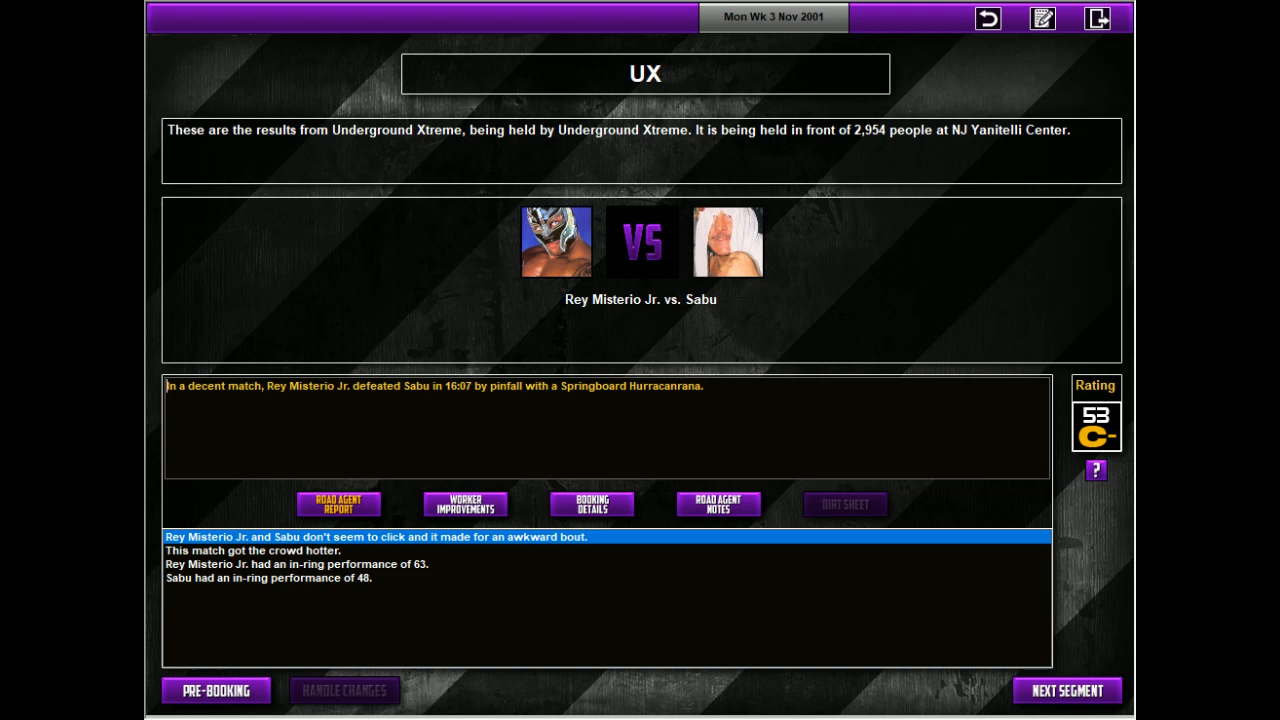 Mon Wk 3 Nov 2001
UX
These are the results from Underground Xtreme, being held by Underground Xtreme. It is being held in front of 2,954 people at NJ Yanitelli Center.
VS
Rey Misterio Jr. vs. Sabu
In a decent match, Rey Misterio Jr. defeated Sabu in 16:07 by pinfall with a Springboard Hurracanrana.
Rating
53
C-
?
ROAD AGENT REPORT
WORKER IMPROVEMENTS
BOOKING DETAILS
ROAD AGENT NOTES
DIRT SHEET
Rey Misterio Jr. and Sabu don't seem to click and it made for an awkward bout.
This match got the crowd hotter.
Rey Misterio Jr. had an in-ring performance of 63.
Sabu had an in-ring performance of 48.
PRE-BOOKING
HANDLE CHANGES
NEXT SEGMENT